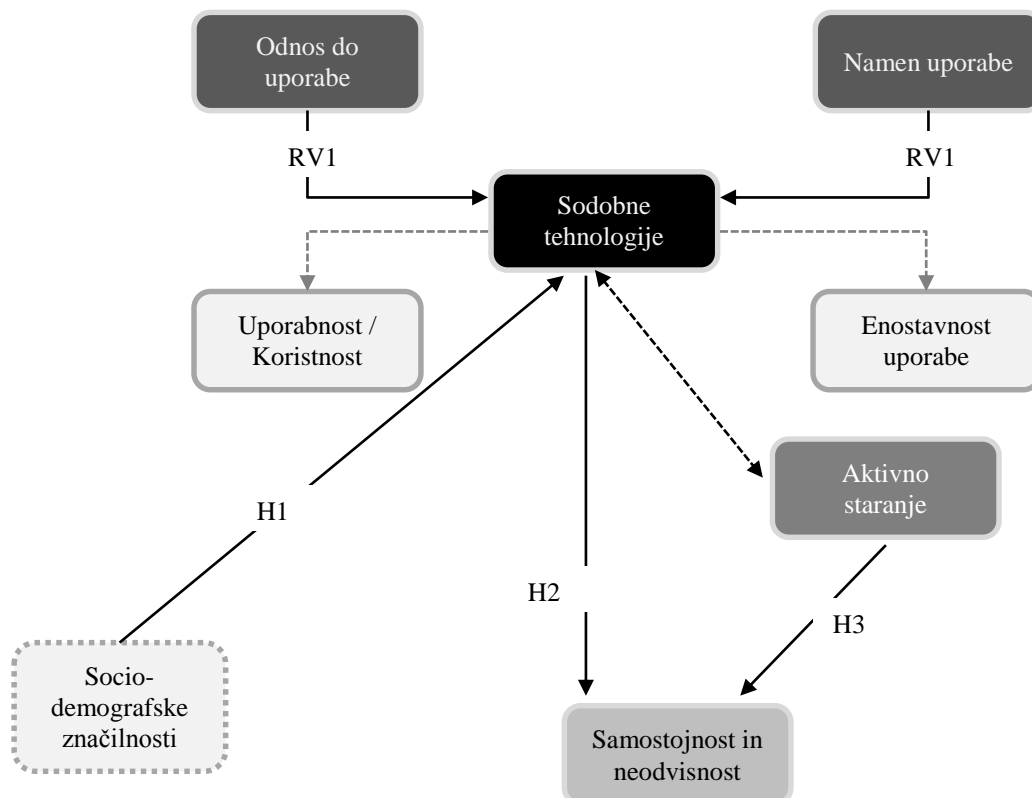 Odnos do
uporabe
Namen uporabe
RV1
RV1
Sodobne
tehnologije
Uporabnost /
Koristnost
Enostavnost
uporabe
Aktivno
staranje
H1
H2
H3
Socio-
demografske
značilnosti
Samostojnost in
neodvisnost